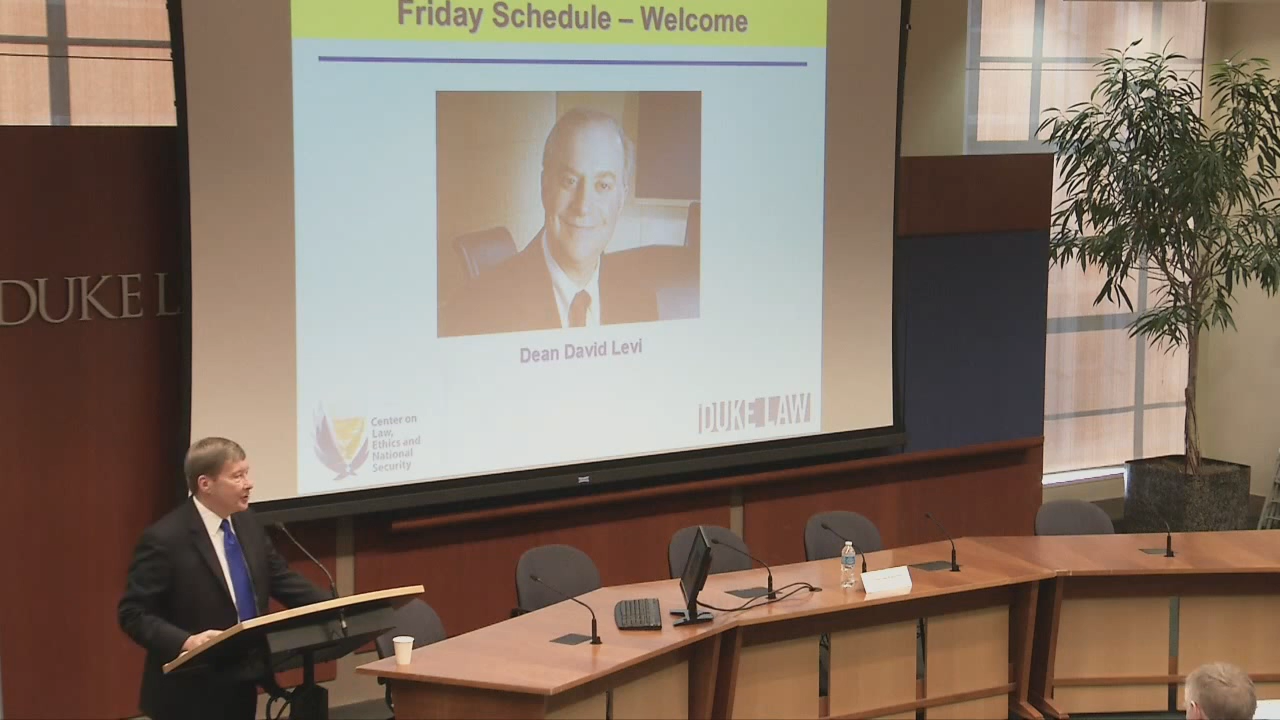 Friday Schedule – Welcome
Dean David Levi
Center on
Law,
Ethics and
National
Security
DUKE LAW
DUKE L